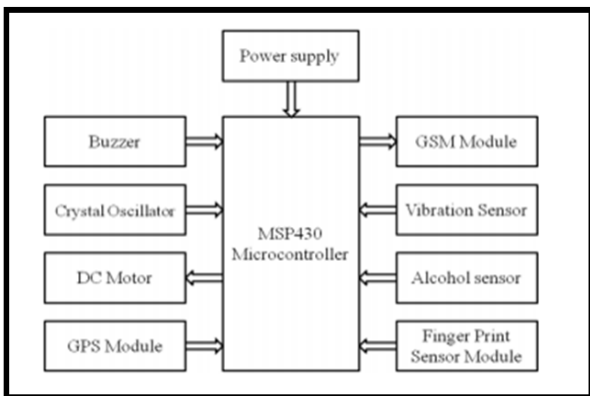 Power supply
Buzzer
GSM Module
Crystal Oscillator
Vibration Sensor
MSP430
Microcontroller
DC Motor
Alcohol sensor
GPS Module
Finger Print
Sensor Module